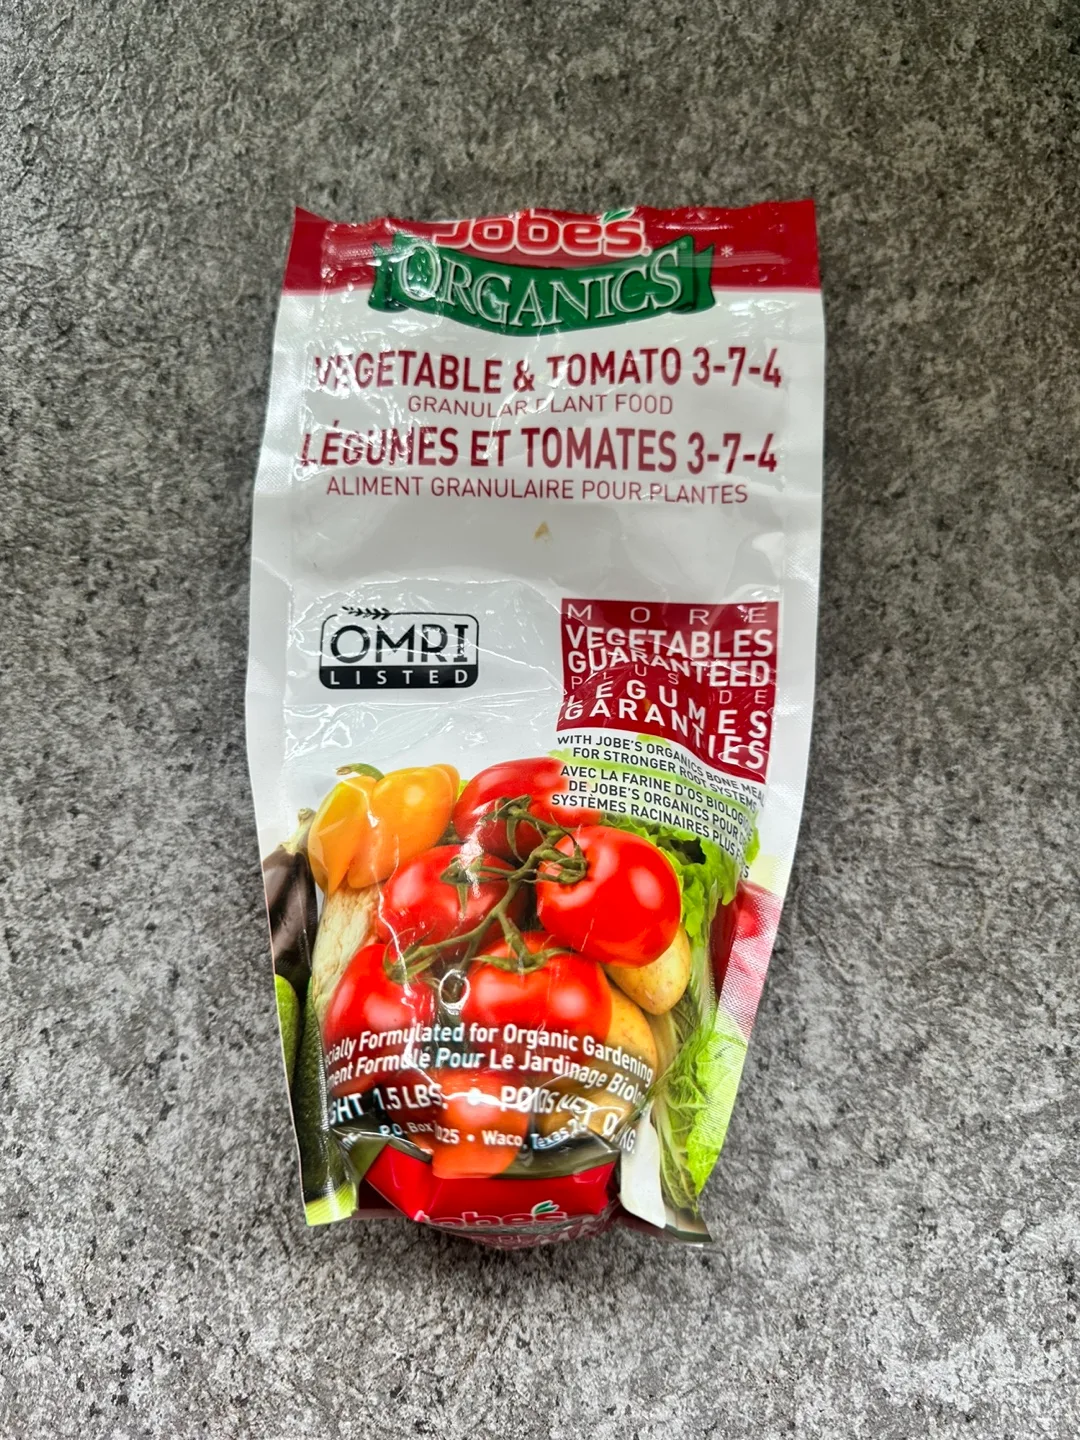 Jobe's
ORGANICS
VEGETABLE & TOMATO 3-7-4
GRANULAR PLANT FOOD
LÉGUMES ET TOMATES 3-7-4
ALIMENT GRANULAIRE POUR PLANTES
OMRI
LISTED
MORE
VEGETABLES
GUARANTEED
PLUS DE
LEGUMES
GARANTIES
WITH JOBE'S ORGANICS BONE MEAL
FOR STRONGER ROOT SYSTEMS
AVEC LA FARINE D'OS BIOLOGIQUE
DE JOBE'S ORGANICS POUR
SYSTÈMES RACINAIRES PLUS
Formulated for Organic Gardening
Formulé Pour Le Jardinage
1.5 LBS. • POIDS NET
P.O. Box • Waco, Texas
Jobe's